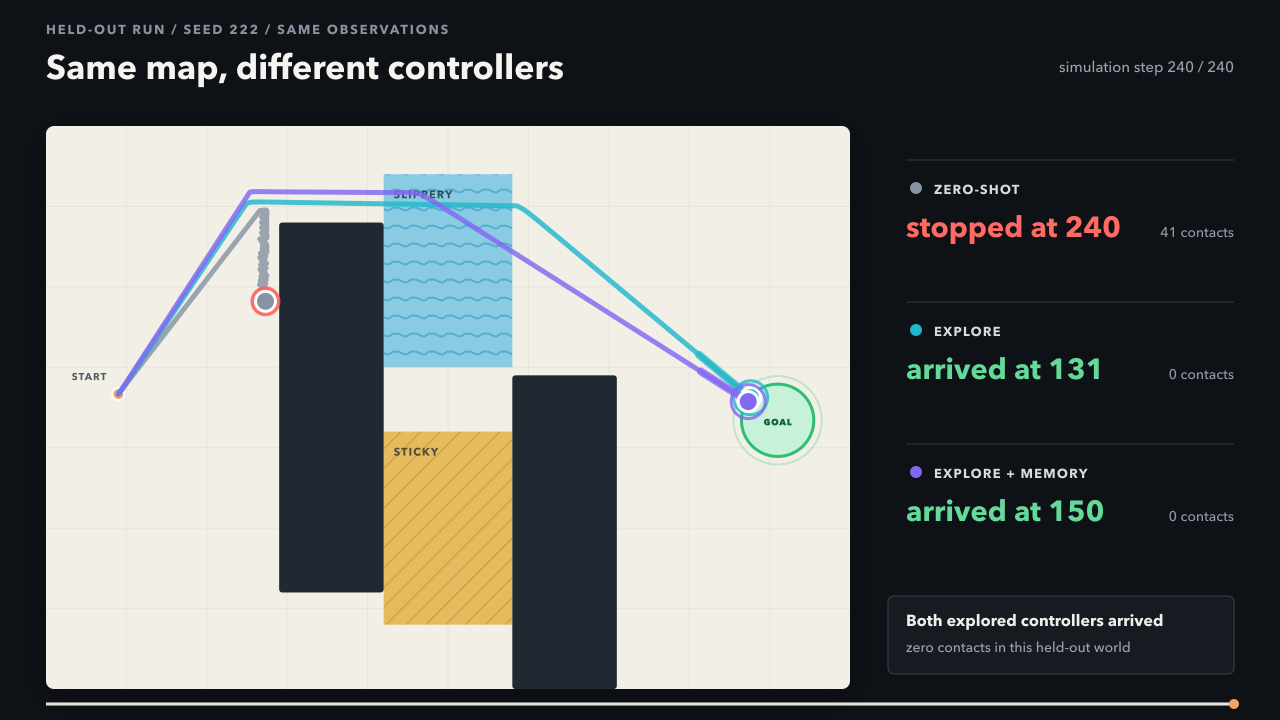 HELD-OUT RUN / SEED 222 / SAME OBSERVATIONS
Same map, different controllers
simulation step 240 / 240
SLIPPERY
START
GOAL
STICKY
ZERO-SHOT
stopped at 240
41 contacts
EXPLORE
arrived at 131
0 contacts
EXPLORE + MEMORY
arrived at 150
0 contacts
Both explored controllers arrived
zero contacts in this held-out world